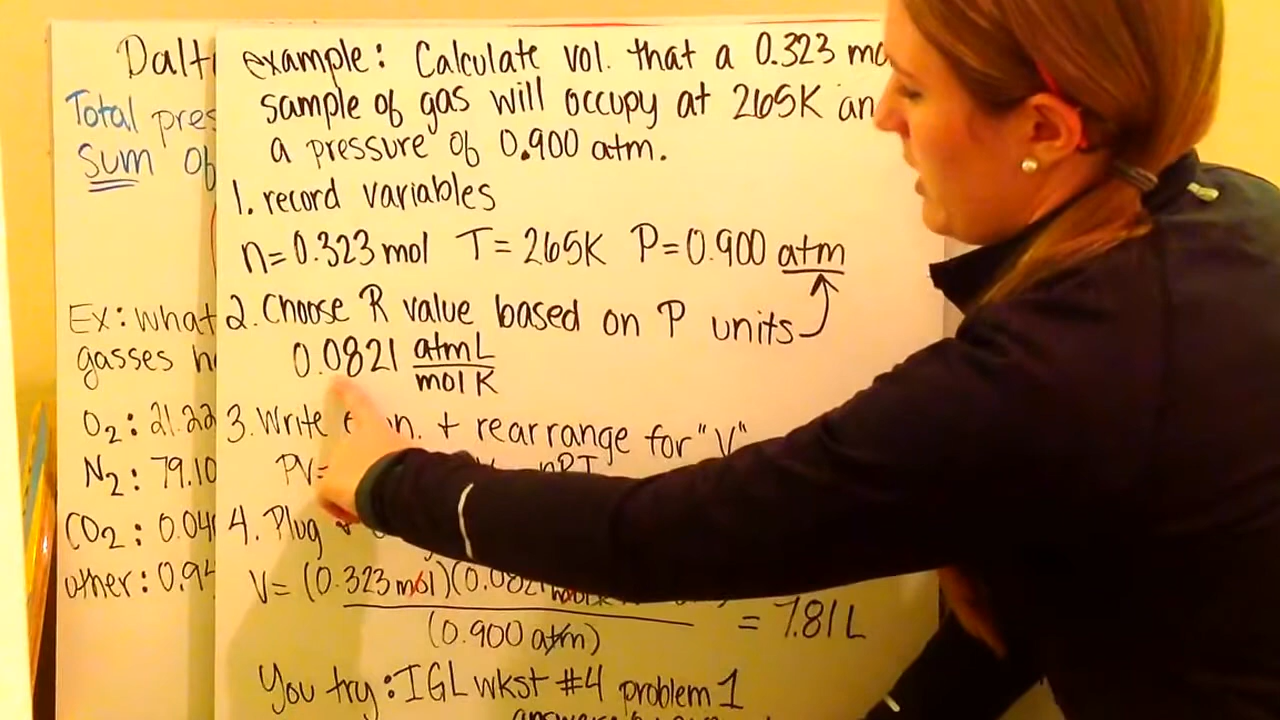 Dalt
Total pres
Sum of
Ex: what
gasses h
O2: 21.22
N2: 79.10
CO2: 0.04
other: 0.9
example: Calculate vol. that a 0.323 mo
sample of gas will occupy at 265K an
a pressure of 0.900 atm.
1. record variables
n=0.323 mol T= 265K P=0.900 atm
2. Choose R value based on P units
0.0821 atmL
mol K
3. Write n. + rearrange for "V"
PV= nRT
4. Plug
V= (0.323 mol)(0.0821
(0.900 atm)
= 7.81 L
You try: IGL wkst #4 problem 1